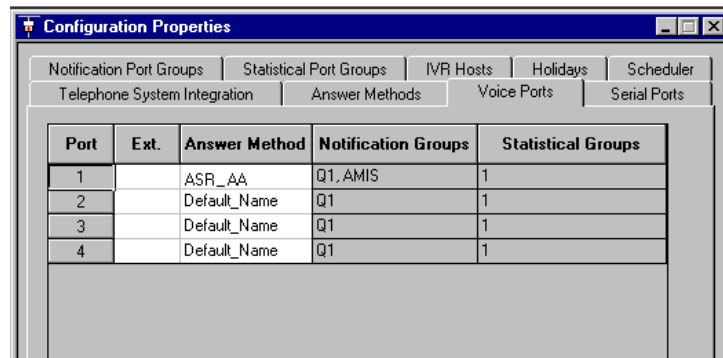 Configuration Properties
Notification Port Groups Statistical Port Groups IVR Hosts Holidays Scheduler
Telephone System Integration Answer Methods Voice Ports Serial Ports
Port Ext. Answer Method Notification Groups Statistical Groups
1 ASR_AA Q1, AMIS 1
2 Default_Name Q1 1
3 Default_Name Q1 1
4 Default_Name Q1 1